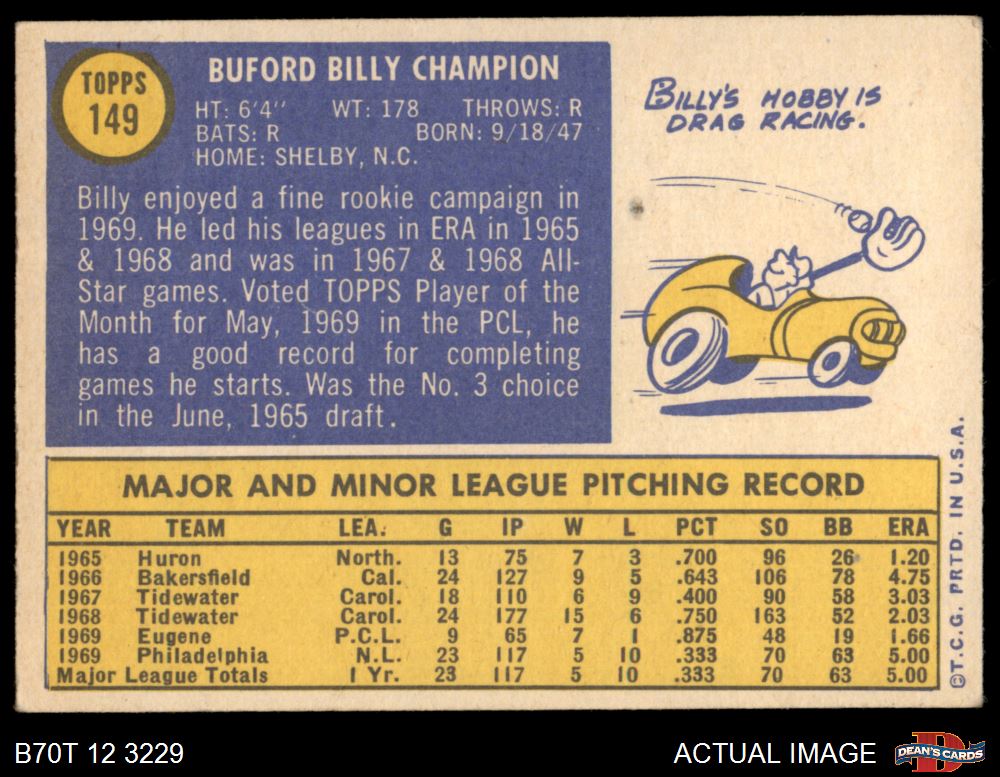 TOPPS
149
BUFORD BILLY CHAMPION
HT: 6'4" WT: 178 THROWS: R
BATS: R BORN: 9/18/47
HOME: SHELBY, N.C.
Billy enjoyed a fine rookie campaign in
1969. He led his leagues in ERA in 1965
& 1968 and was in 1967 & 1968 All-
Star games. Voted TOPPS Player of the
Month for May, 1969 in the PCL, he
has a good record for completing
games he starts. Was the No. 3 choice
in the June, 1965 draft.
BILLY'S HOBBY IS
DRAG RACING.
MAJOR AND MINOR LEAGUE PITCHING RECORD
YEAR TEAM LEA. G IP W L PCT SO BB ERA
1965 Huron North. 13 75 7 3 .700 96 26 1.20
1966 Bakersfield Cal. 24 127 9 5 .643 106 78 4.75
1967 Tidewater Carol. 18 110 6 9 .400 90 58 3.03
1968 Tidewater Carol. 24 177 15 6 .750 163 52 2.03
1969 Eugene P.C.L. 9 65 7 1 .875 48 19 1.66
1969 Philadelphia N.L. 23 117 5 10 .333 70 63 5.00
Major League Totals 1 Yr. 23 117 5 10 .333 70 63 5.00
©T.C.G. PRTD. IN U.S.A.
B70T 12 3229
ACTUAL IMAGE
DEAN'S CARDS